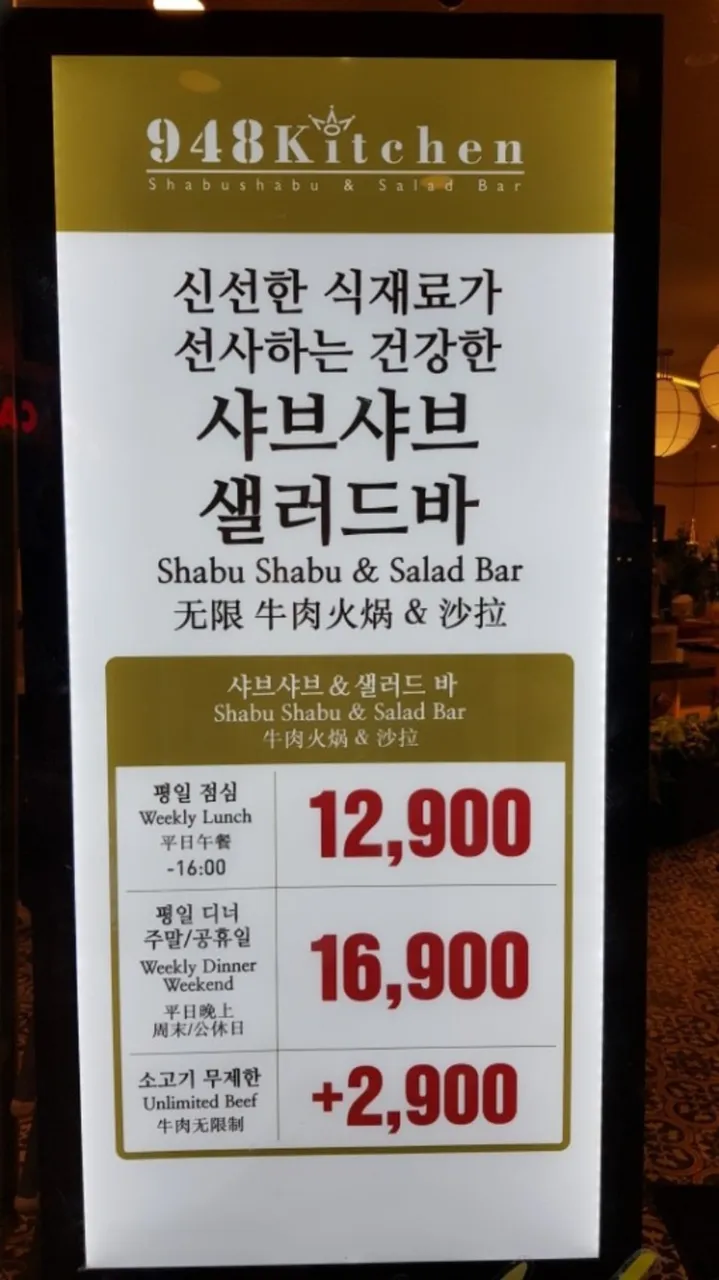 948Kitchen
Shabushabu & Salad Bar
신선한 식재료가
선사하는 건강한
샤브샤브
샐러드바
Shabu Shabu & Salad Bar
无限 牛肉火焗 & 沙拉
샤브샤브 & 샐러드 바
Shabu Shabu & Salad Bar
牛肉火焗 & 沙拉
평일 점심
Weekly Lunch
平日午餐
-16:00
12,900
평일 디너
주말/공휴일
Weekly Dinner
Weekend
平日晚上
周末/公休日
16,900
소고기 무제한
Unlimited Beef
牛肉无限制
+2,900
CA